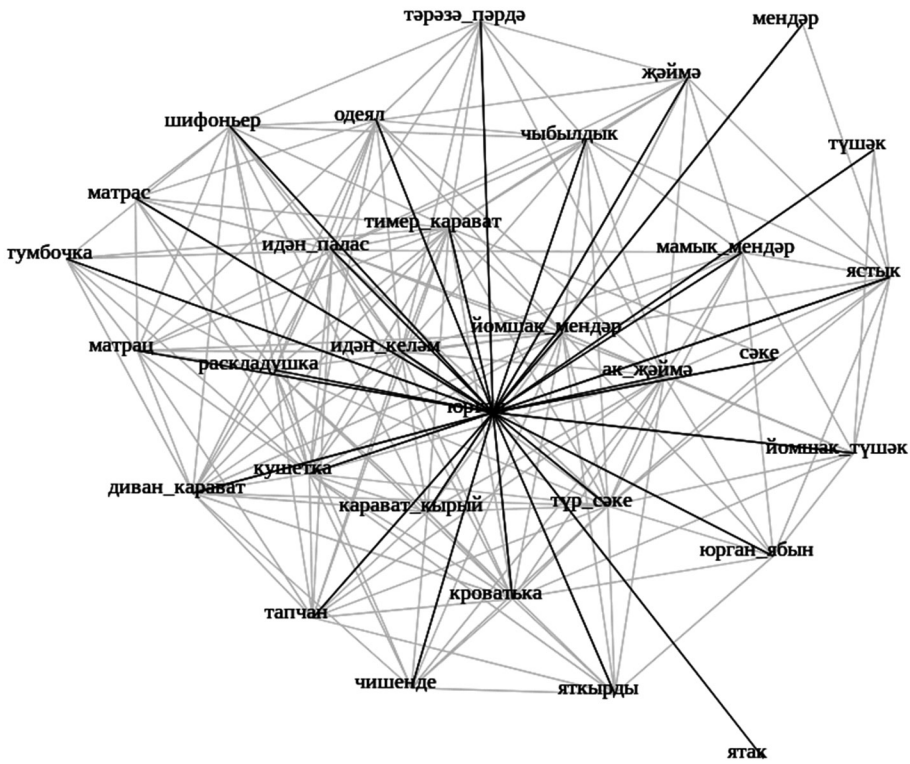 тәрәзә_пәрдә
мендәр
җәймә
шифоньер
одеял
чыбылдык
түшәк
матрас
тимер_карават
тумбочка
идән_палас
мамык_мендәр
ястык
йомшак_мендәр
матрац
идән_келәм
сәке
раскладушка
ак_җәймә
йомшак_түшәк
кушетка
диван_карават
карават_кырый
түр_сәке
юрган_ябын
кроватька
тапчан
чишенде
яткырды
ятак